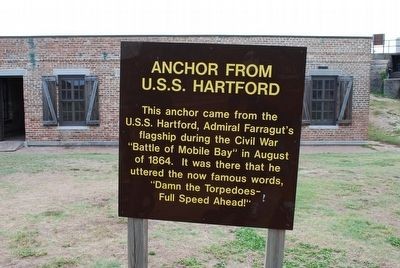 ANCHOR FROM
U.S.S. HARTFORD
This anchor came from the
U.S.S. Hartford, Admiral Farragut's
flagship during the Civil War
"Battle of Mobile Bay" in August
of 1864. It was there that he
uttered the now famous words,
"Damn the Torpedoes-
Full Speed Ahead!"